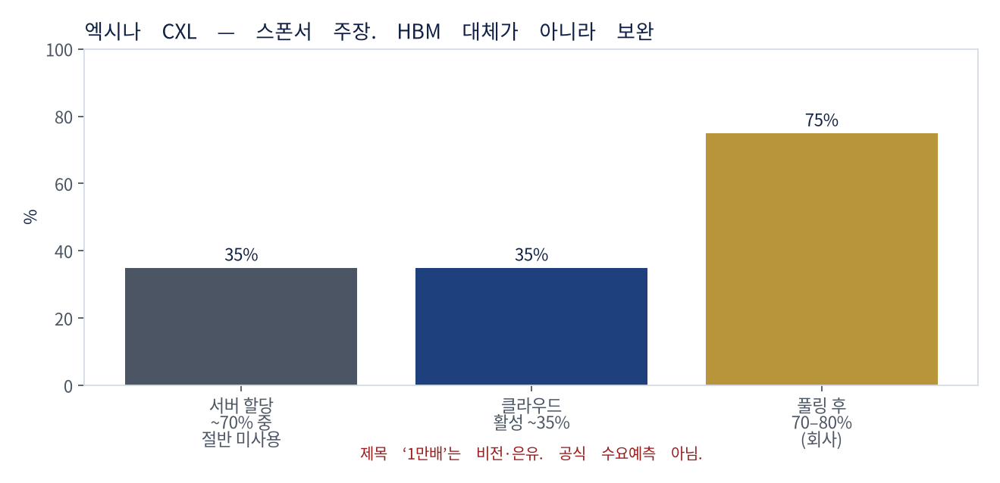 엑시나 CXL — 스폰서 주장. HBM 대체가 아니라 보완
100
80
60
40
20
0
%
35%
35%
75%
서버 할당
~70% 중
절반 미사용
클라우드
활성 ~35%
풀링 후
70–80%
(회사)
제목 ‘1만배’는 비전·은유. 공식 수요예측 아님.